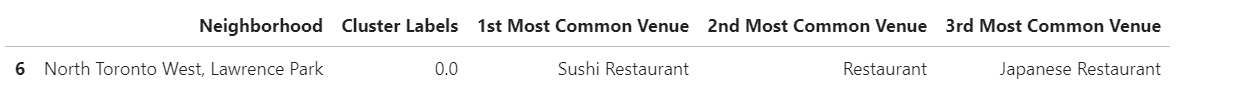 Neighborhood Cluster Labels 1st Most Common Venue 2nd Most Common Venue 3rd Most Common Venue
6 North Toronto West, Lawrence Park 0.0 Sushi Restaurant Restaurant Japanese Restaurant